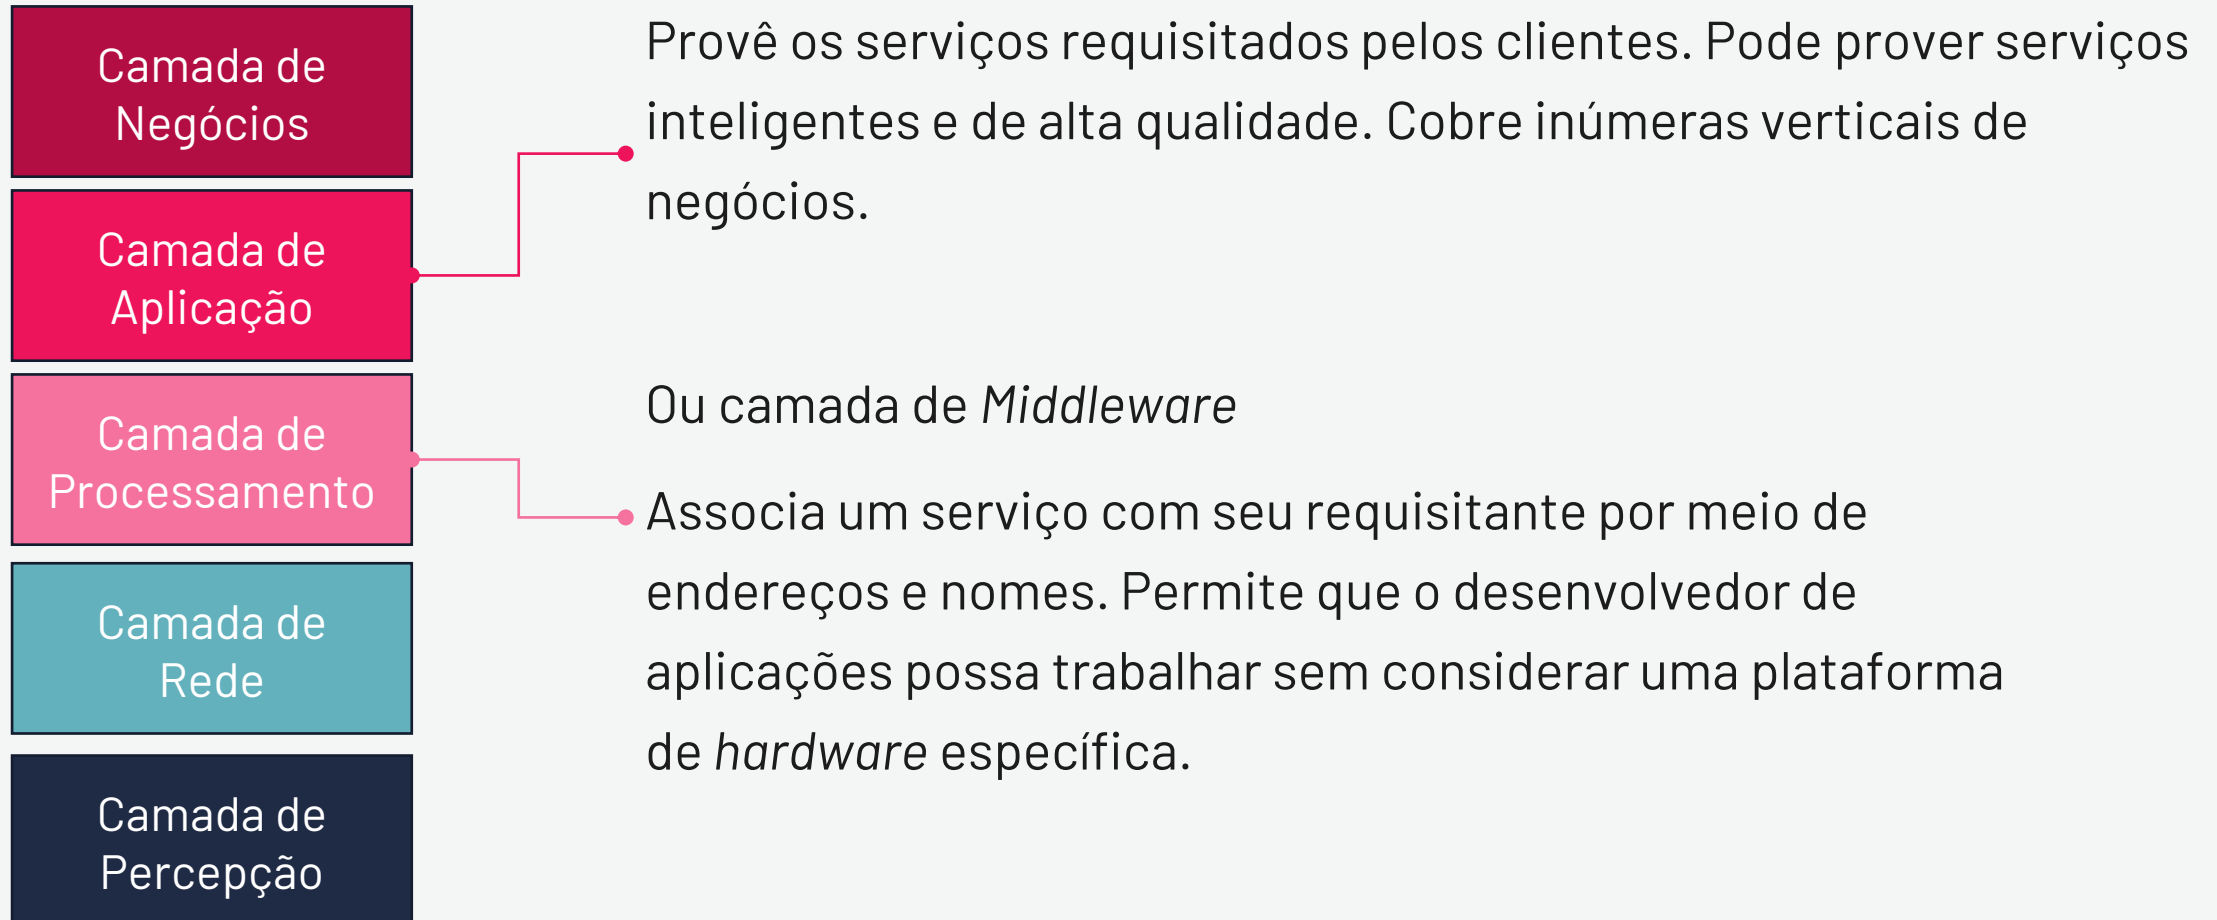 Camada de
Negócios
Camada de
Aplicação
Camada de
Processamento
Camada de
Rede
Camada de
Percepção
Provê os serviços requisitados pelos clientes. Pode prover serviços
inteligentes e de alta qualidade. Cobre inúmeras verticais de
negócios.
Ou camada de Middleware
Associa um serviço com seu requisitante por meio de
endereços e nomes. Permite que o desenvolvedor de
aplicações possa trabalhar sem considerar uma plataforma
de hardware específica.